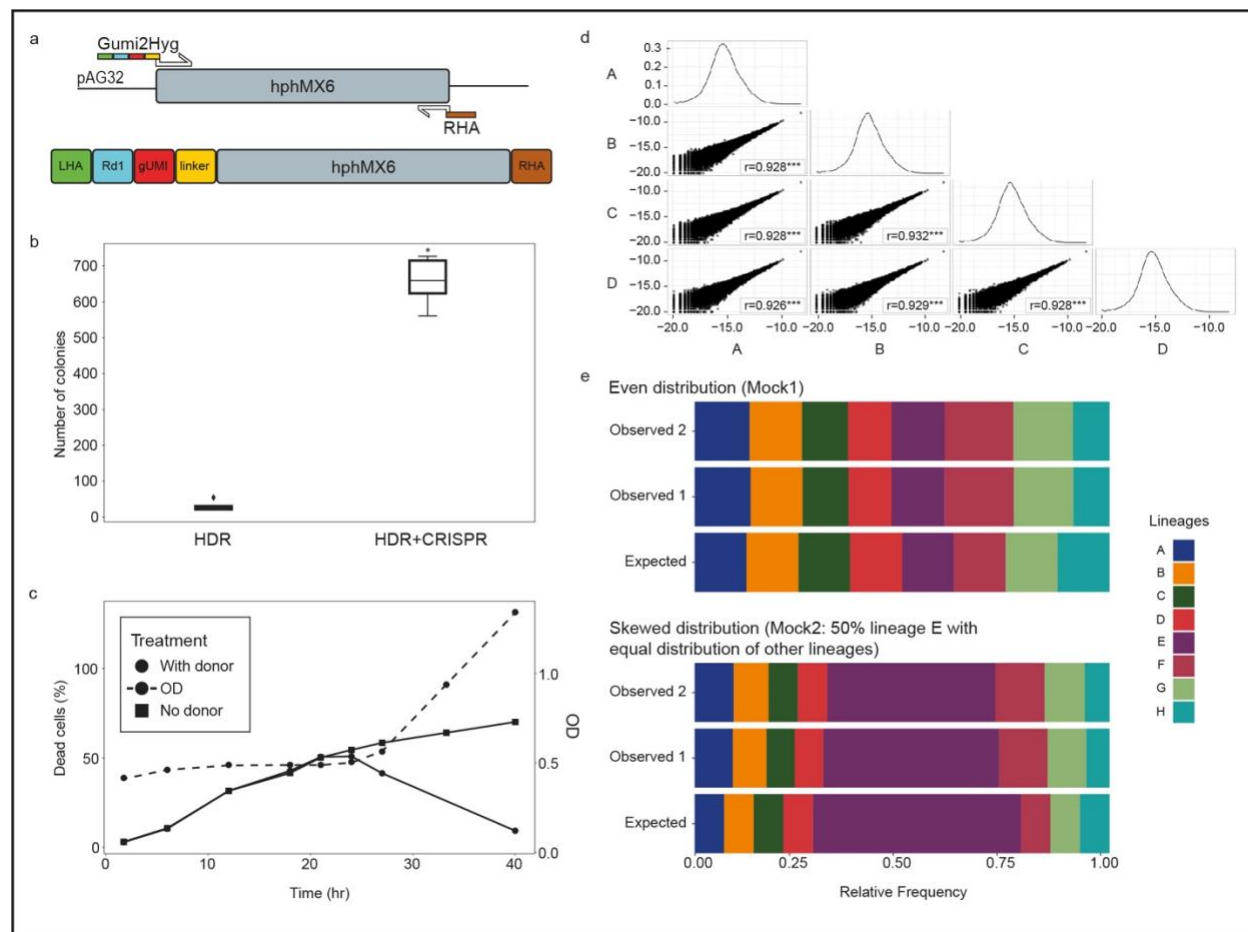 a
Gumi2Hyg
pAG32
hphMX6
RHA
LHA Rd1 gUMI linker hphMX6 RHA
b
Number of colonies
700
600
500
400
300
200
100
0
*
HDR HDR+CRISPR
c
Dead cells (%)
100
50
0
Treatment
With donor
OD
No donor
1.0
0.5
0.0
OD
0 10 20 30 40
Time (hr)
d
0.3
0.2
0.1
0.0
A
B
−10.0
−15.0
−20.0
r=0.928***
C
−10.0
−15.0
−20.0
r=0.928*** r=0.932***
D
−10.0
−15.0
−20.0
r=0.926*** r=0.929*** r=0.928***
−20.0 −15.0 −10.0 −20.0 −15.0 −10.0 −20.0 −15.0 −10.0 −20.0 −15.0 −10.0
A B C D
e
Even distribution (Mock1)
Observed 2
Observed 1
Expected
Skewed distribution (Mock2: 50% lineage E with
equal distribution of other lineages)
Observed 2
Observed 1
Expected
0.00 0.25 0.50 0.75 1.00
Relative Frequency
Lineages
A
B
C
D
E
F
G
H